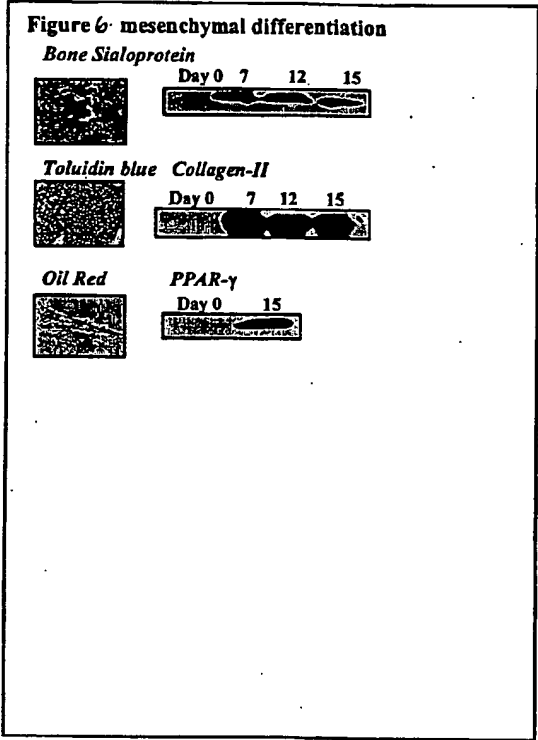 Figure 6· mesenchymal differentiation
Bone Sialoprotein
Day 0 7 12 15
Toluidin blue Collagen-II
Day 0 7 12 15
Oil Red PPAR-γ
Day 0 15